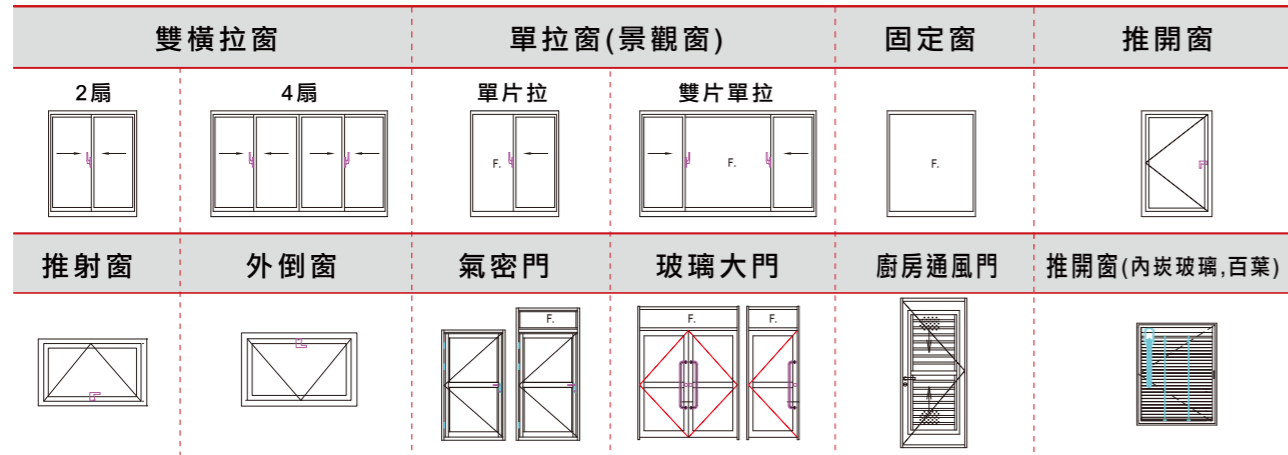 雙橫拉窗
單拉窗(景觀窗)
固定窗
推開窗
2扇
4扇
單片拉
雙片單拉
F.
F.
F.
推射窗
外倒窗
氣密門
玻璃大門
廚房通風門
推開窗(內崁玻璃,百葉)
F.
F.
F.